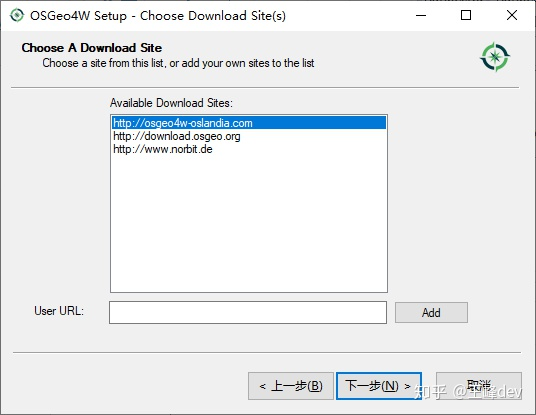 OSGeo4W Setup - Choose Download Site(s)
Choose A Download Site
Choose a site from this list, or add your own sites to the list
Available Download Sites:
http://osgeo4w-oslandia.com
http://download.osgeo.org
http://www.norbit.de
User URL:
Add
< 上一步(B)
下一步(N) >
取消
知乎 @王峰dev